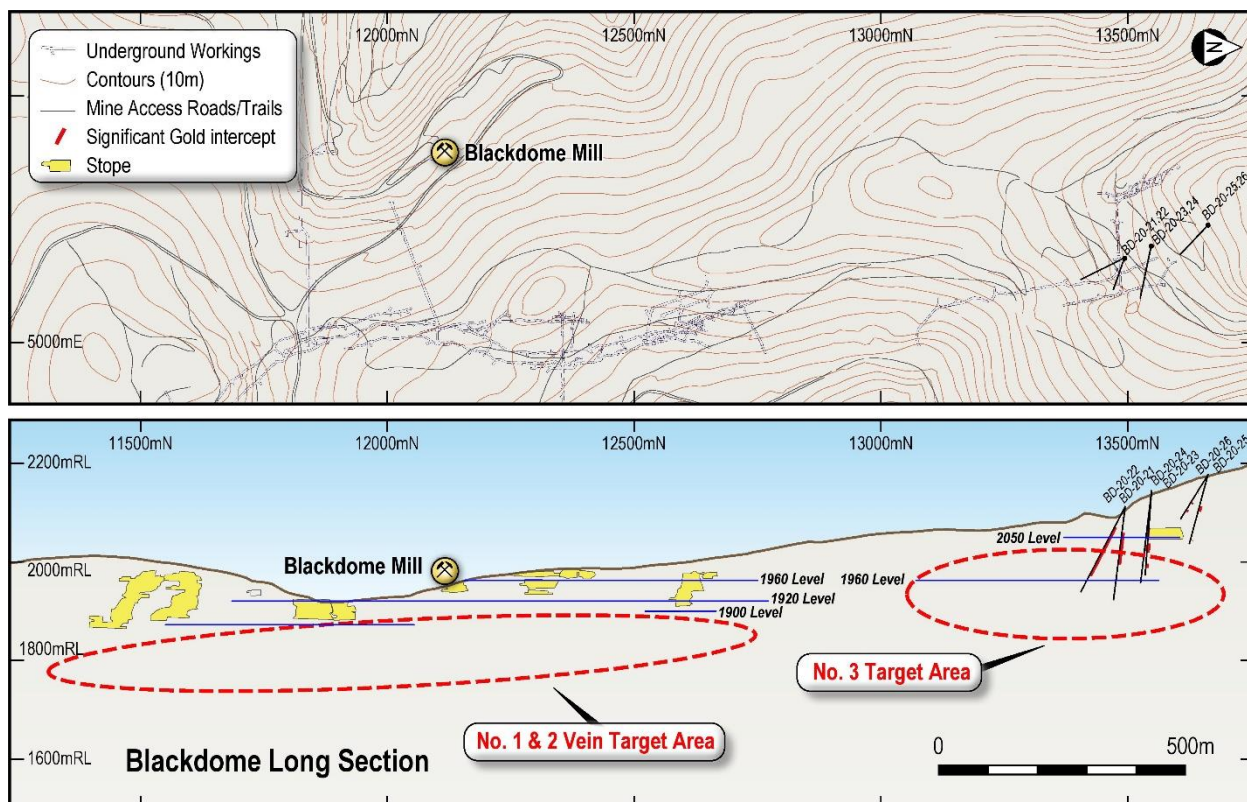 12000mN
12500mN
13000mN
13500mN
N
Underground Workings
Contours (10m)
Mine Access Roads/Trails
Significant Gold intercept
Stope
Blackdome Mill
BD-20-21,22
BD-20-23,24
BD-20-25,26
5000mE
11500mN
12000mN
12500mN
13000mN
13500mN
2200mRL
BD-20-22
BD-20-21
BD-20-24
BD-20-23
BD-20-26
BD-20-25
2050 Level
2000mRL
Blackdome Mill
1960 Level
1960 Level
1920 Level
1900 Level
1800mRL
No. 3 Target Area
No. 1 & 2 Vein Target Area
1600mRL
Blackdome Long Section
0
500m